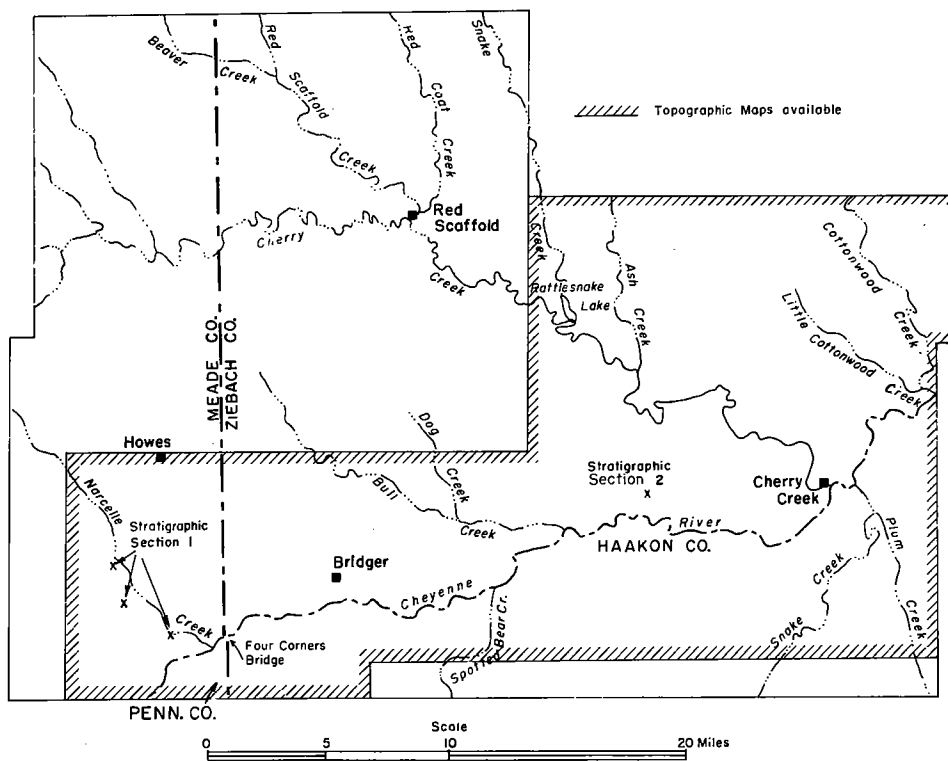 Beaver
Creek
Red
Scaffold
Creek
Red
Coat
Creek
Snake
Creek
Topographic Maps available
Red
Scaffold
Cherry
Creek
Rattlesnake
Lake
Ash
Creek
Cottonwood
Creek
Little
Cottonwood
Creek
MEADE CO.
ZIEBACH CO.
Howes
Dog
Creek
Bull
Creek
Stratigraphic
Section 2
x
Cherry
Creek
Narcelle
Creek
Stratigraphic
Section 1
x
x
x
River
HAAKON CO.
Bridger
Cheyenne
Plum
Creek
Snake
Creek
Spotted Bear Cr.
Four Corners
Bridge
PENN. CO.
Scale
0 5 10 20 Miles